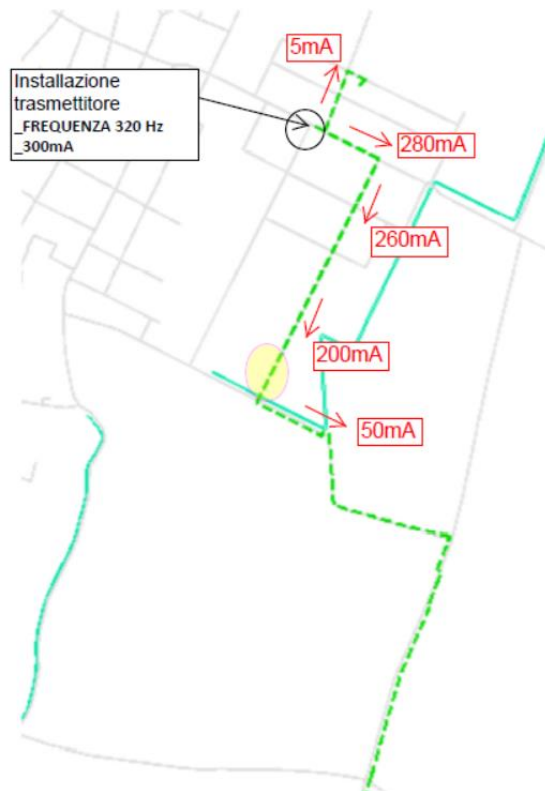 5mA
Installazione
trasmettitore
_FREQUENZA 320 Hz
_300mA
280mA
260mA
200mA
50mA